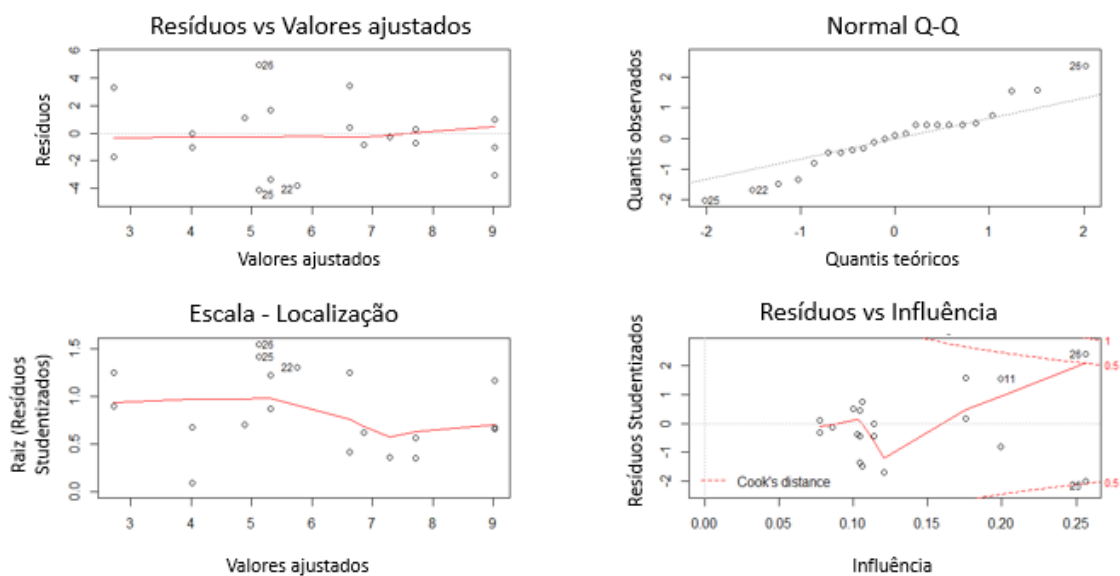 Resíduos vs Valores ajustados
Resíduos
6
4
2
0
-2
-4
26
25
22
3 4 5 6 7 8 9
Valores ajustados
Normal Q-Q
Quantis observados
2
1
0
-1
-2
26
22
25
-2 -1 0 1 2
Quantis teóricos
Escala - Localização
Raiz (Resíduos
Studentizados)
1.5
1.0
0.5
0.0
26
25
22
3 4 5 6 7 8 9
Valores ajustados
Resíduos vs Influência
Resíduos Studentizados
2
1
0
-1
-2
26
11
25
1
0.5
0.5
Cook's distance
0.00 0.05 0.10 0.15 0.20 0.25
Influência